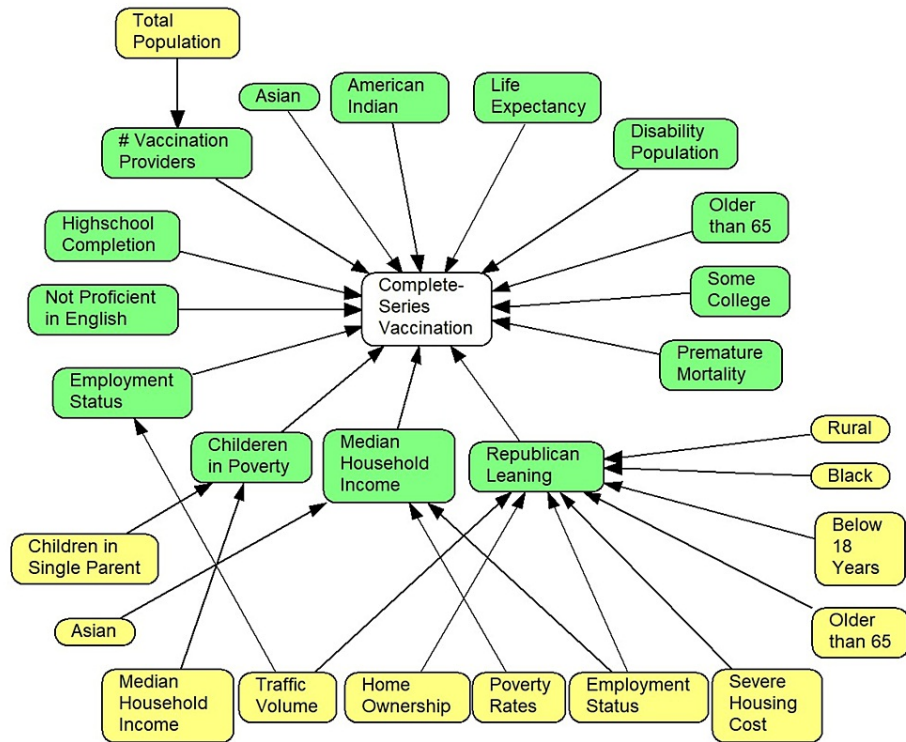 Total
Population
Asian
American
Indian
Life
Expectancy
# Vaccination
Providers
Disability
Population
Highschool
Completion
Older
than 65
Not Proficient
in English
Complete-
Series
Vaccination
Some
College
Employment
Status
Premature
Mortality
Childeren
in Poverty
Median
Household
Income
Republican
Leaning
Rural
Black
Children in
Single Parent
Below
18
Years
Asian
Older
than 65
Median
Household
Income
Traffic
Volume
Home
Ownership
Poverty
Rates
Employment
Status
Severe
Housing
Cost